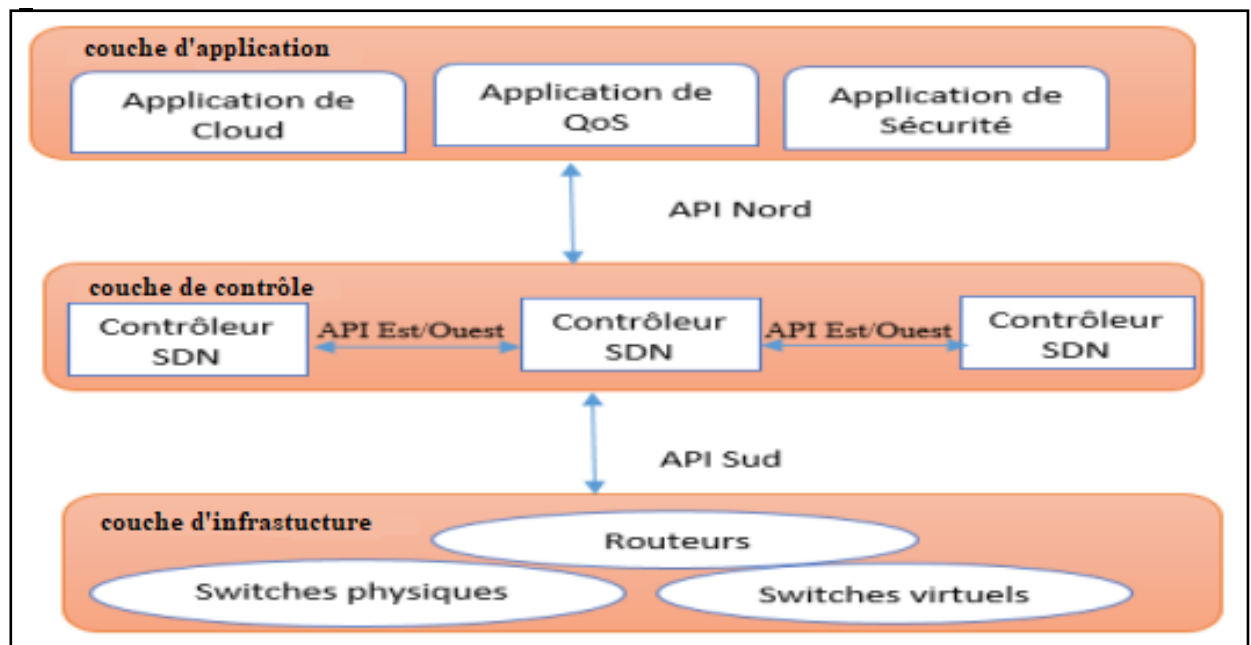 couche d'application
Application de
Cloud
Application de
QoS
Application de
Sécurité
API Nord
couche de contrôle
Contrôleur
SDN
API Est/Ouest
Contrôleur
SDN
API Est/Ouest
Contrôleur
SDN
API Sud
couche d'infrastucture
Routeurs
Switches physiques
Switches virtuels